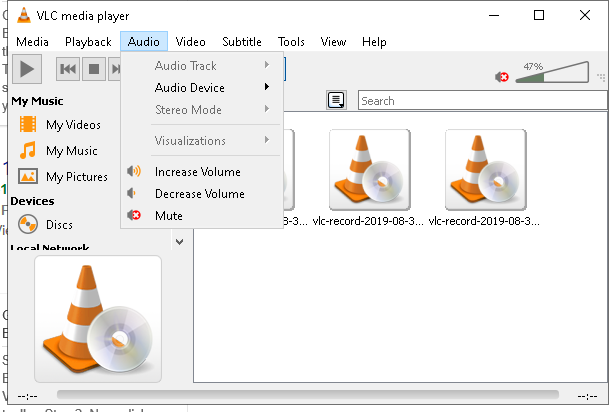 VLC media player
Media Playback Audio Video Subtitle Tools View Help
Audio Track
Audio Device
Stereo Mode
Visualizations
Increase Volume
Decrease Volume
Mute
47%
Search
My Music
My Videos
My Music
My Pictures
Devices
Discs
Local Network
3... vlc-record-2019-08-3... vlc-record-2019-08-3...
--:-- --:--